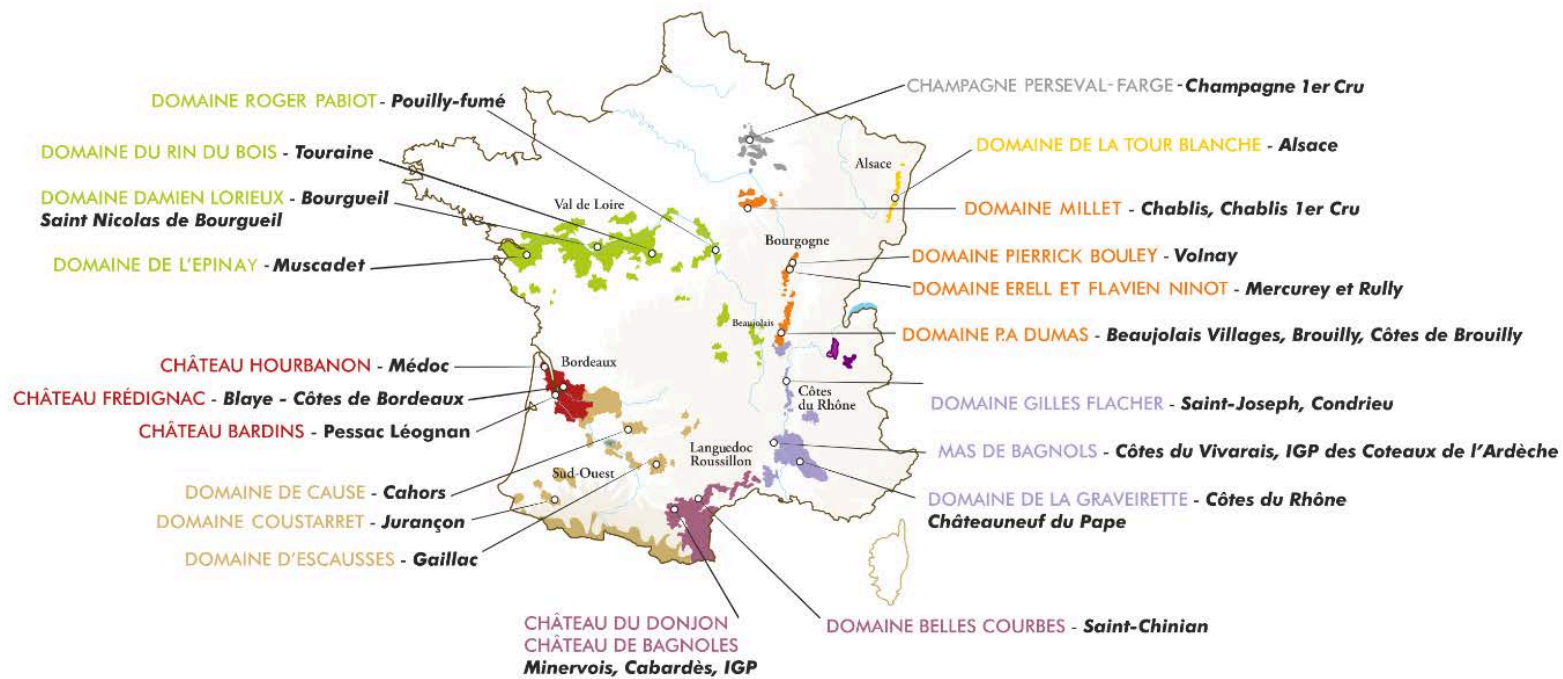 DOMAINE ROGER PABIOT - Pouilly-fumé
DOMAINE DU RIN DU BOIS - Touraine
DOMAINE DAMIEN LORIEUX - Bourgueil
Saint Nicolas de Bourgueil
DOMAINE DE L'EPINAY - Muscadet
CHÂTEAU HOURBANON - Médoc
CHÂTEAU FRÉDIGNAC - Blaye - Côtes de Bordeaux
CHÂTEAU BARDINS - Pessac Léognan
DOMAINE DE CAUSE - Cahors
DOMAINE COUSTARRET - Jurançon
DOMAINE D'ESCAUSSES - Gaillac
CHÂTEAU DU DONJON
CHÂTEAU DE BAGNOLES
Minervois, Cabardès, IGP
Val de Loire
Bordeaux
Sud-Ouest
Languedoc
Roussillon
Alsace
Bourgogne
Beaujolais
Côtes
du Rhône
CHAMPAGNE PERSEVAL-FARGE - Champagne 1er Cru
DOMAINE DE LA TOUR BLANCHE - Alsace
DOMAINE MILLET - Chablis, Chablis 1er Cru
DOMAINE PIERRICK BOULEY - Volnay
DOMAINE ERELL ET FLAVIEN NINOT - Mercurey et Rully
DOMAINE P.A DUMAS - Beaujolais Villages, Brouilly, Côtes de Brouilly
DOMAINE GILLES FLACHER - Saint-Joseph, Condrieu
MAS DE BAGNOLS - Côtes du Vivarais, IGP des Coteaux de l'Ardèche
DOMAINE DE LA GRAVEIRETTE - Côtes du Rhône
Châteauneuf du Pape
DOMAINE BELLES COURBES - Saint-Chinian